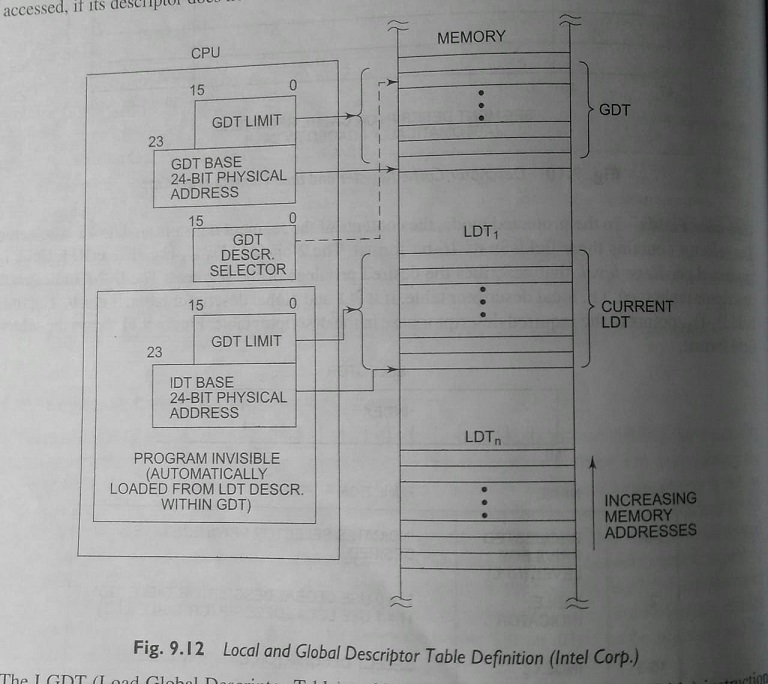 accessed, if its descriptor does
CPU
MEMORY
15 0
GDT LIMIT
23
GDT BASE
24-BIT PHYSICAL
ADDRESS
15 0
GDT
DESCR.
SELECTOR
GDT
LDT1
15 0
GDT LIMIT
23
IDT BASE
24-BIT PHYSICAL
ADDRESS
CURRENT
LDT
PROGRAM INVISIBLE
(AUTOMATICALLY
LOADED FROM LDT DESCR.
WITHIN GDT)
LDTn
INCREASING
MEMORY
ADDRESSES
Fig. 9.12 Local and Global Descriptor Table Definition (Intel Corp.)
The LGDT (Load Global Descriptor Table) instruction